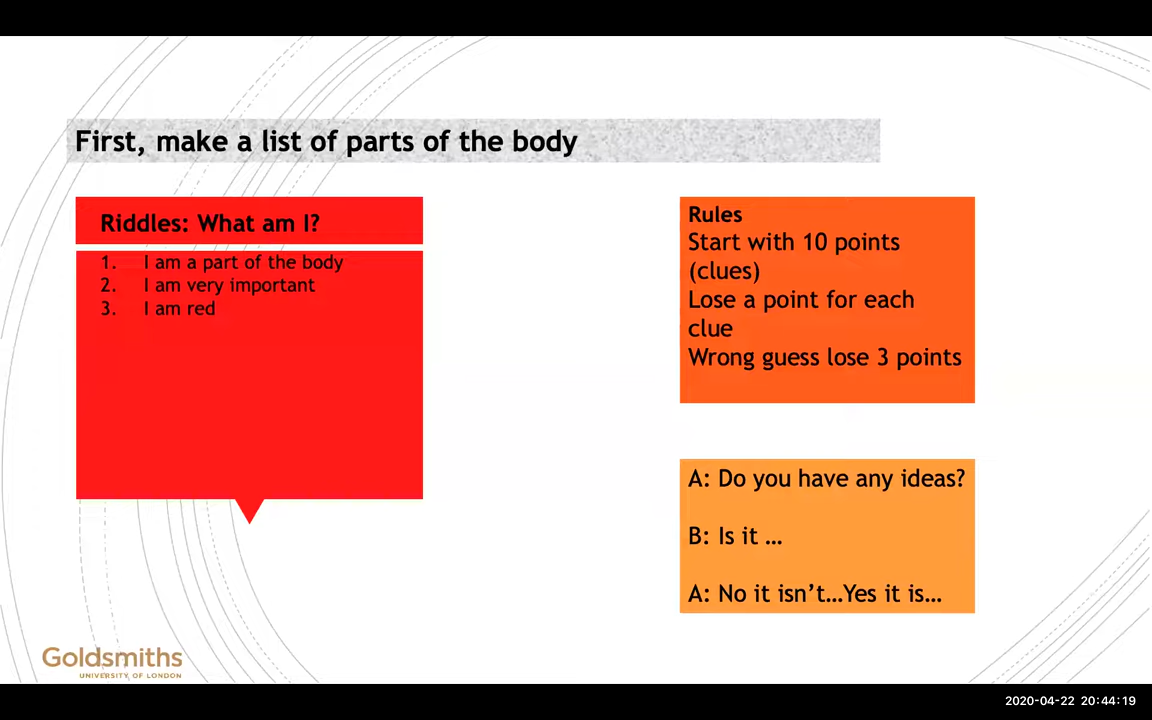 First, make a list of parts of the body
Riddles: What am I?
1. I am a part of the body
2. I am very important
3. I am red
Rules
Start with 10 points
(clues)
Lose a point for each
clue
Wrong guess lose 3 points
A: Do you have any ideas?
B: Is it …
A: No it isn’t…Yes it is…
Goldsmiths
UNIVERSITY OF LONDON
2020-04-22 20:44:19